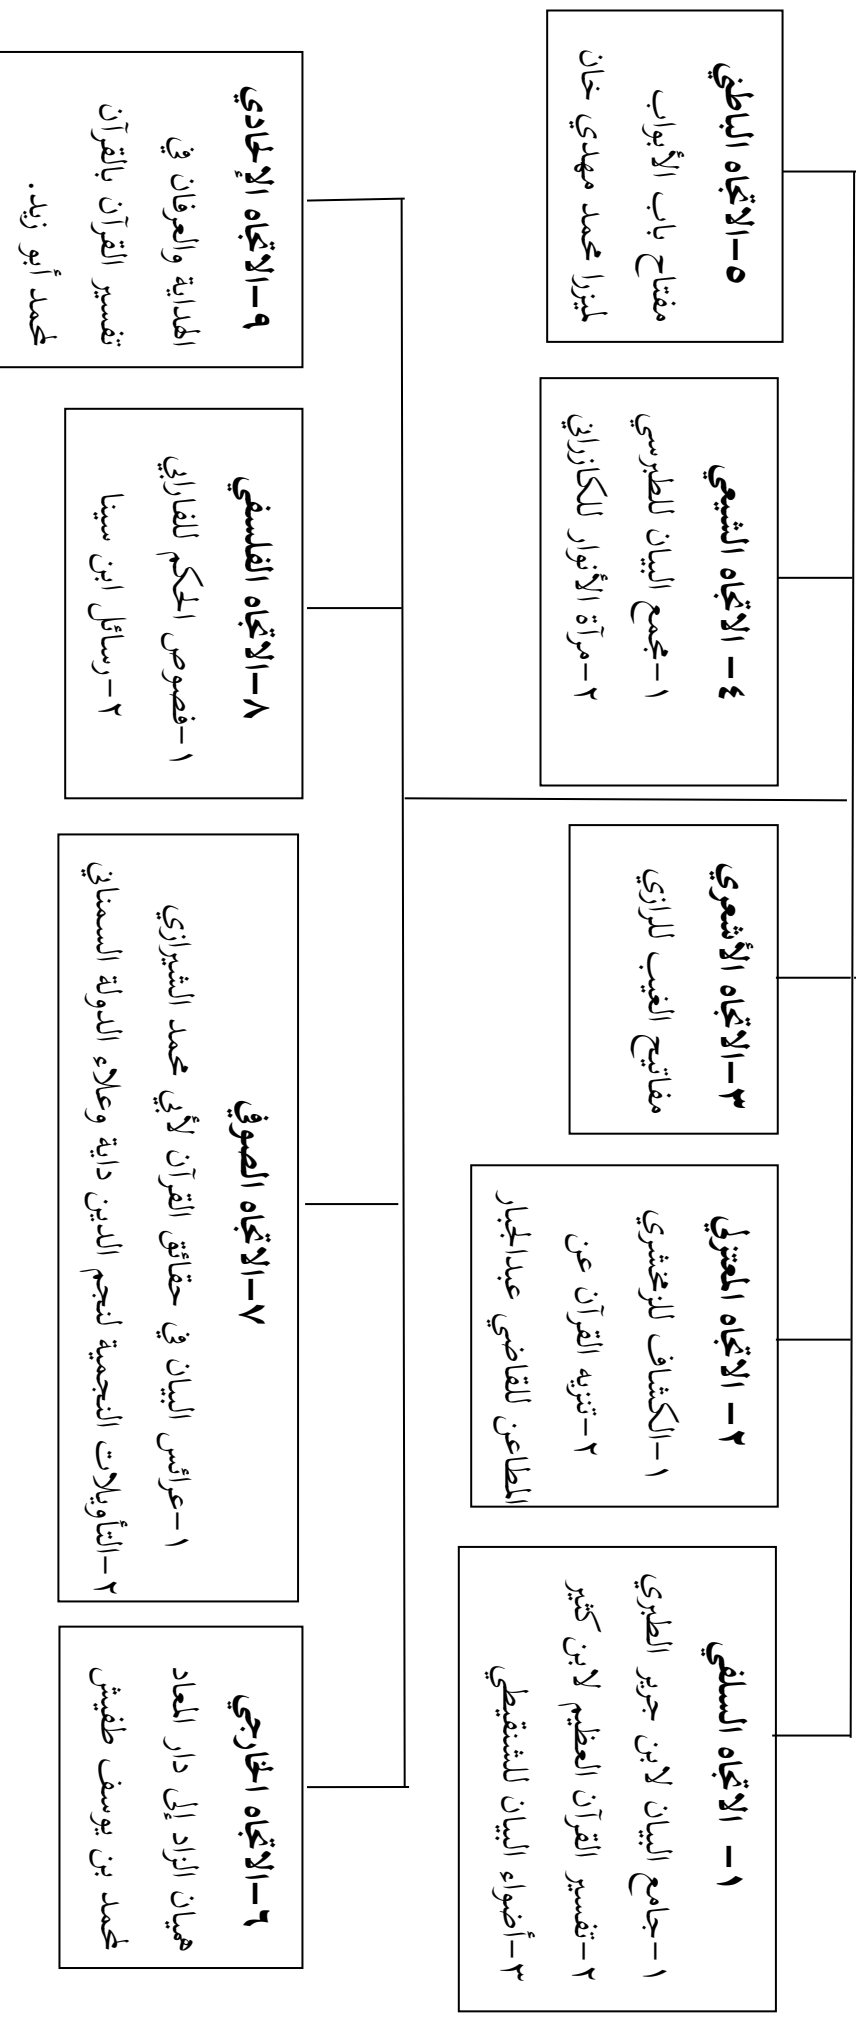 ١- الاتجاه السلفي
١-جامع البيان لابن جرير الطبري
٢-تفسير القرآن العظيم لابن كثير
٣-أضواء البيان للشنقيطي
٢- الاتجاه المعتزلي
١-الكشاف للزمخشري
٢-تنزيه القرآن عن
المطاعن للقاضي عبدالجبار
٣-الاتجاه الأشعري
مفاتيح الغيب للرازي
٤- الاتجاه الشيعي
١-مجمع البيان للطبرسي
٢-مرآة الأنوار للكازراني
٥-الاتجاه الباطني
مفتاح باب الأبواب
لميزرا محمد مهدي خان
٦-الاتجاه الخارجي
هميان الزاد إلى دار المعاد
لمحمد بن يوسف طفيش
٧-الاتجاه الصوفي
١-عرائس البيان في حقائق القرآن لأبي محمد الشيرازي
٢-التأويلات النجمية لنجم الدين داية وعلاء الدولة السمناني
٨-الاتجاه الفلسفي
١-فصوص الحكم للفارابي
٢-رسائل ابن سينا
٩-الاتجاه الإلحادي
الهداية والعرفان في
تفسير القرآن بالقرآن
لمحمد أبو زيد.